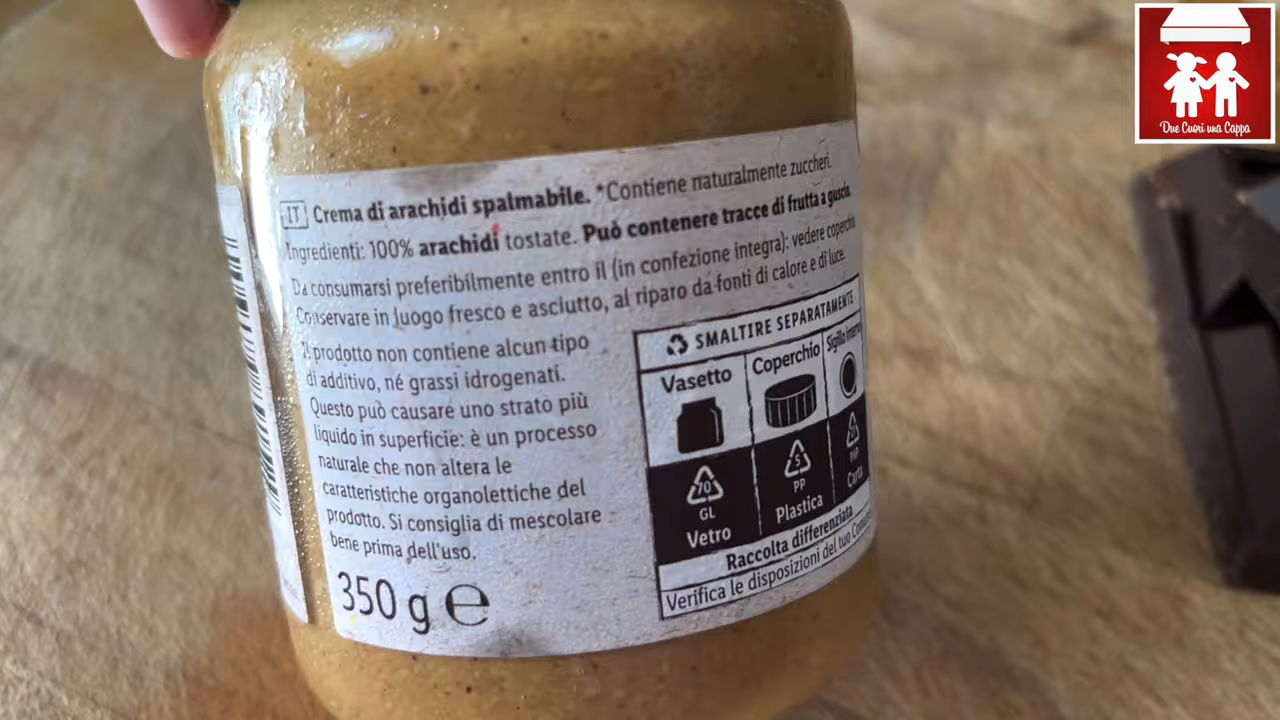 IT Crema di arachidi spalmabile. *Contiene naturalmente zuccheri.
Ingredienti: 100% arachidi tostate. Può contenere tracce di frutta a guscio.
Da consumarsi preferibilmente entro il (in confezione integra): vedere coperchio.
Conservare in luogo fresco e asciutto, al riparo da fonti di calore e di luce.
Il prodotto non contiene alcun tipo
di additivo, né grassi idrogenati.
Questo può causare uno strato più
liquido in superficie: è un processo
naturale che non altera le
caratteristiche organolettiche del
prodotto. Si consiglia di mescolare
bene prima dell'uso.
350 g e
SMALTIRE SEPARATAMENTE
Vasetto Coperchio Sigillo interno
70 5
GL PP PAP
Vetro Plastica Carta
Raccolta differenziata
Verifica le disposizioni del tuo Comune
Due Cuori una Cappa